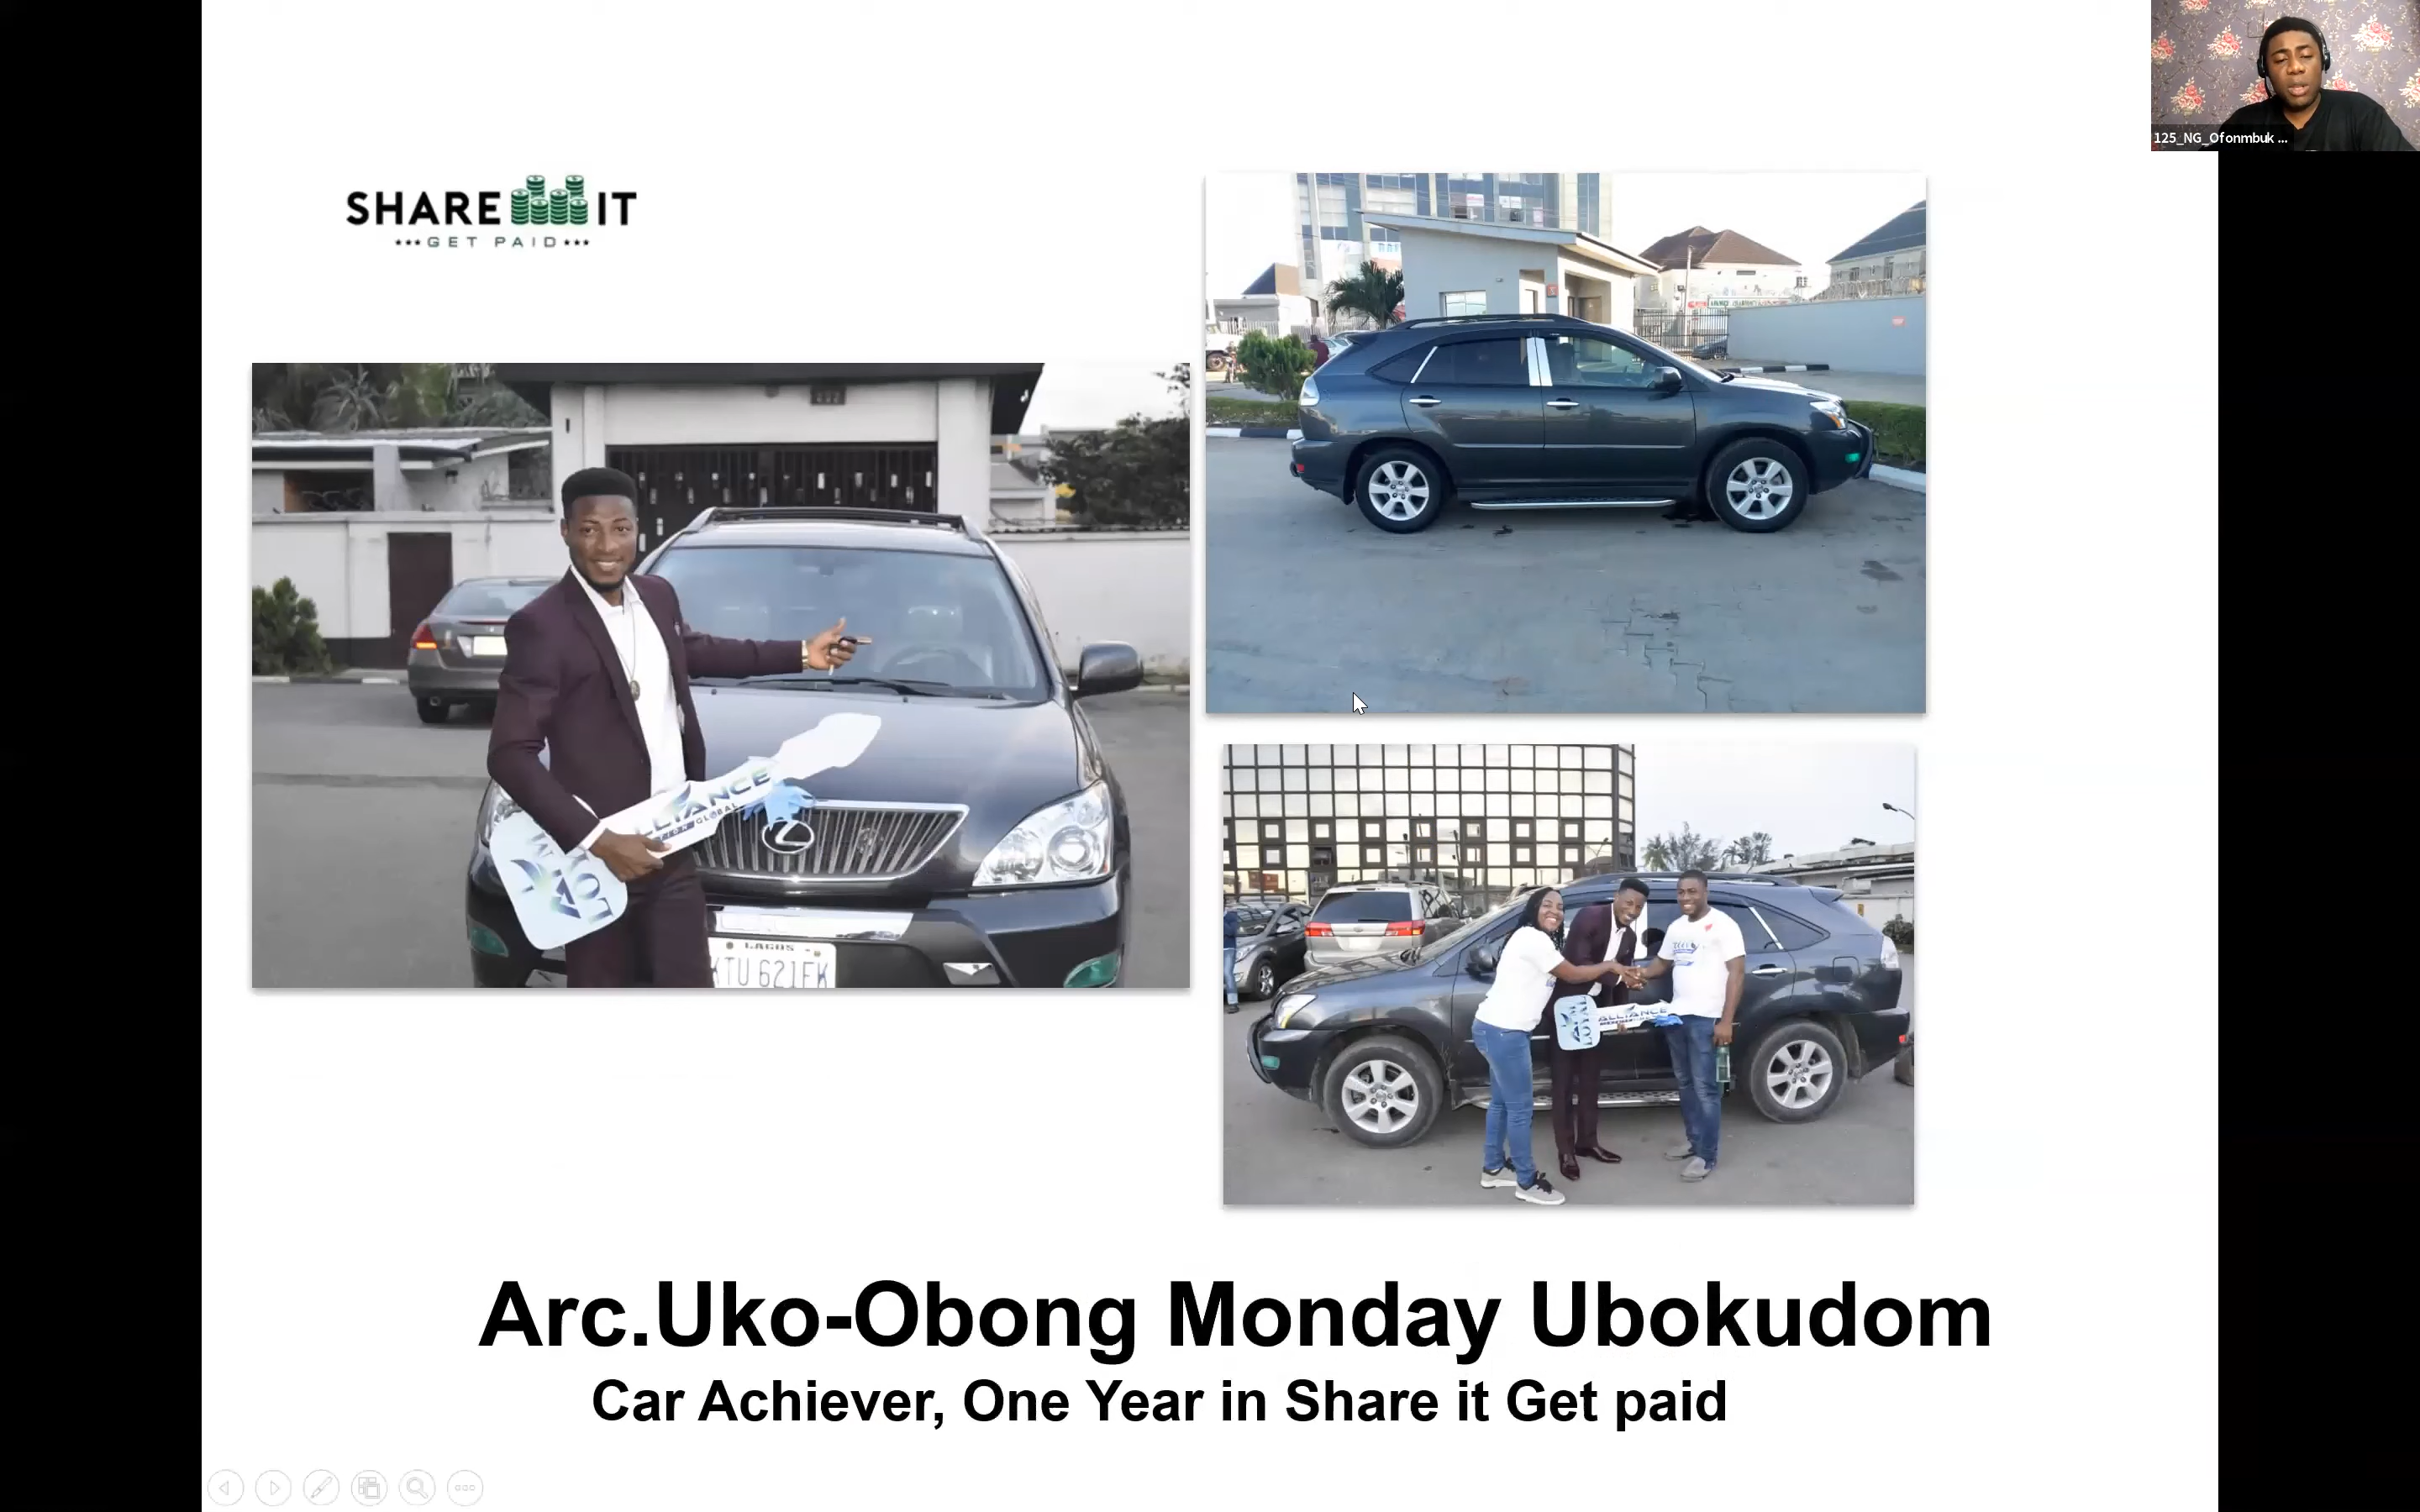 125_NG_Ofonmbuk ...
SHARE IT
GET PAID
ALLIANCE
LAGOS
KTU 621FK
ALLIANCE
Arc.Uko-Obong Monday Ubokudom
Car Achiever, One Year in Share it Get paid